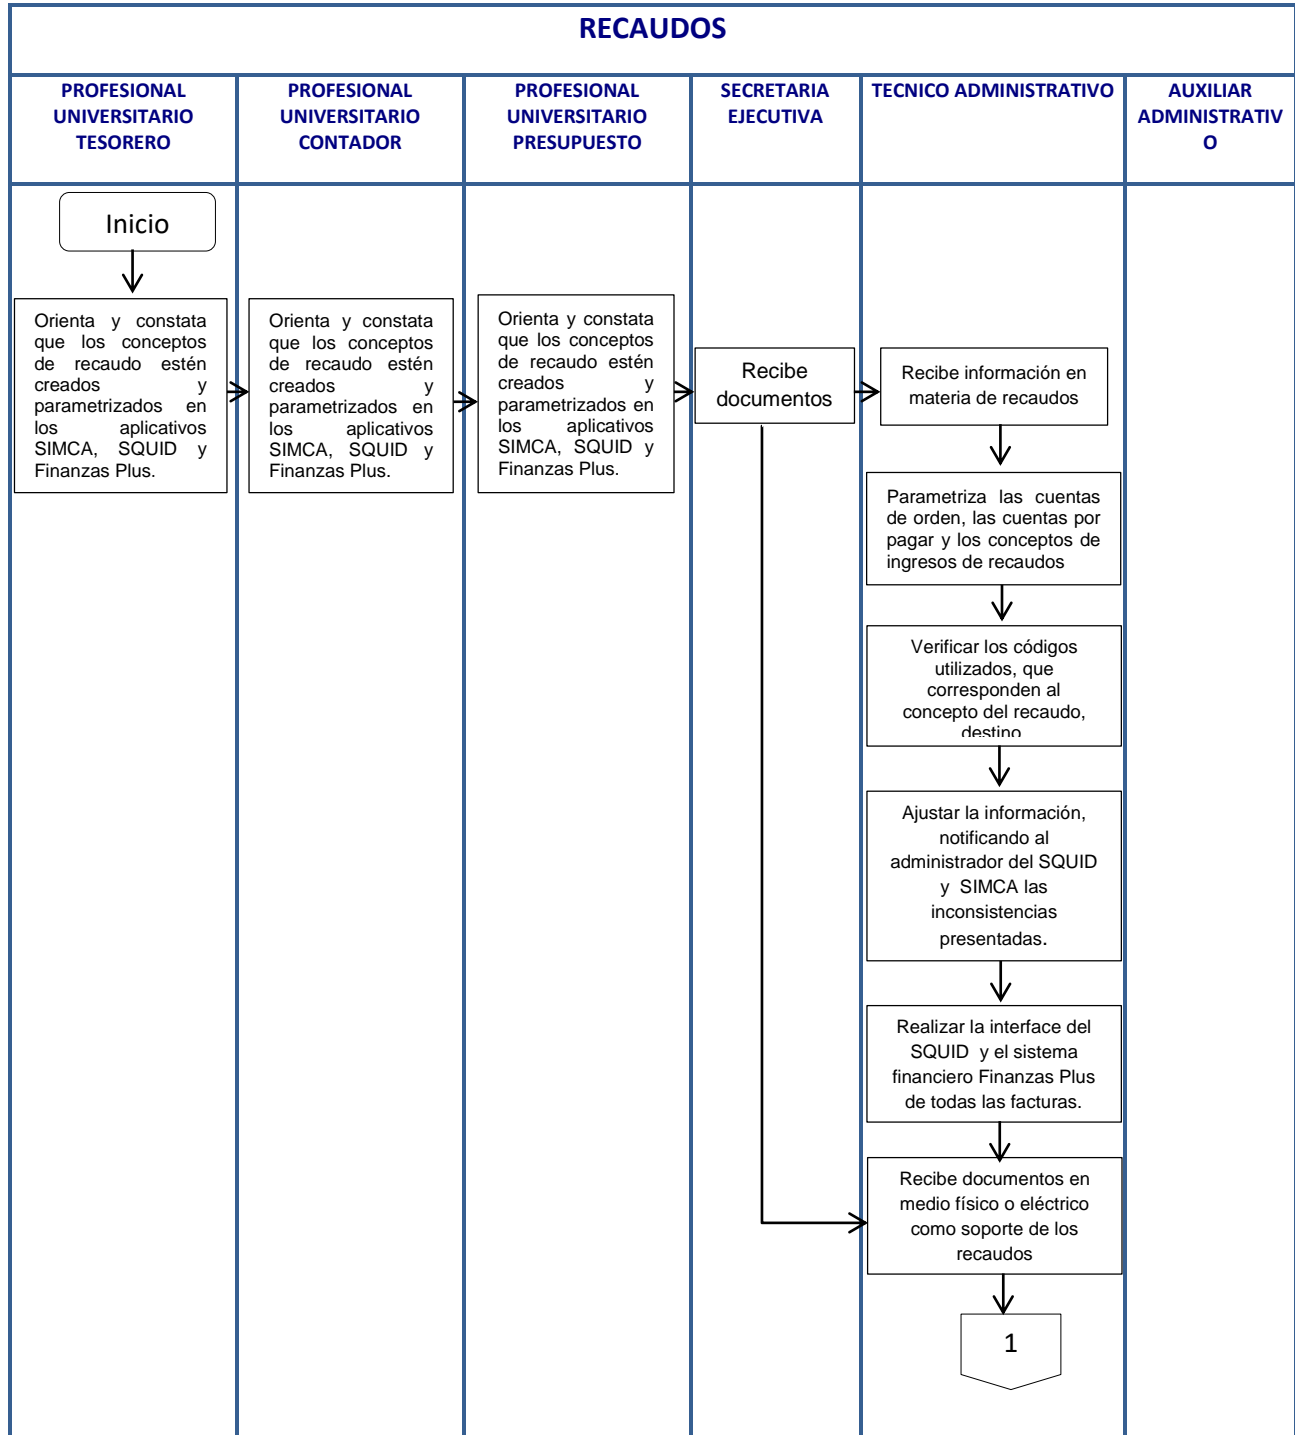 RECAUDOS
PROFESIONAL
UNIVERSITARIO
TESORERO
PROFESIONAL
UNIVERSITARIO
CONTADOR
PROFESIONAL
UNIVERSITARIO
PRESUPUESTO
SECRETARIA
EJECUTIVA
TECNICO ADMINISTRATIVO
AUXILIAR
ADMINISTRATIV
O
Inicio
Orienta y constata
que los conceptos
de recaudo estén
creados y
parametrizados en
los aplicativos
SIMCA, SQUID y
Finanzas Plus.
Orienta y constata
que los conceptos
de recaudo estén
creados y
parametrizados en
los aplicativos
SIMCA, SQUID y
Finanzas Plus.
Orienta y constata
que los conceptos
de recaudo estén
creados y
parametrizados en
los aplicativos
SIMCA, SQUID y
Finanzas Plus.
Recibe
documentos
Recibe información en
materia de recaudos
Parametriza las cuentas
de orden, las cuentas por
pagar y los conceptos de
ingresos de recaudos
Verificar los códigos
utilizados, que
corresponden al
concepto del recaudo,
destino
Ajustar la información,
notificando al
administrador del SQUID
y SIMCA las
inconsistencias
presentadas.
Realizar la interface del
SQUID y el sistema
financiero Finanzas Plus
de todas las facturas.
Recibe documentos en
medio físico o eléctrico
como soporte de los
recaudos
1